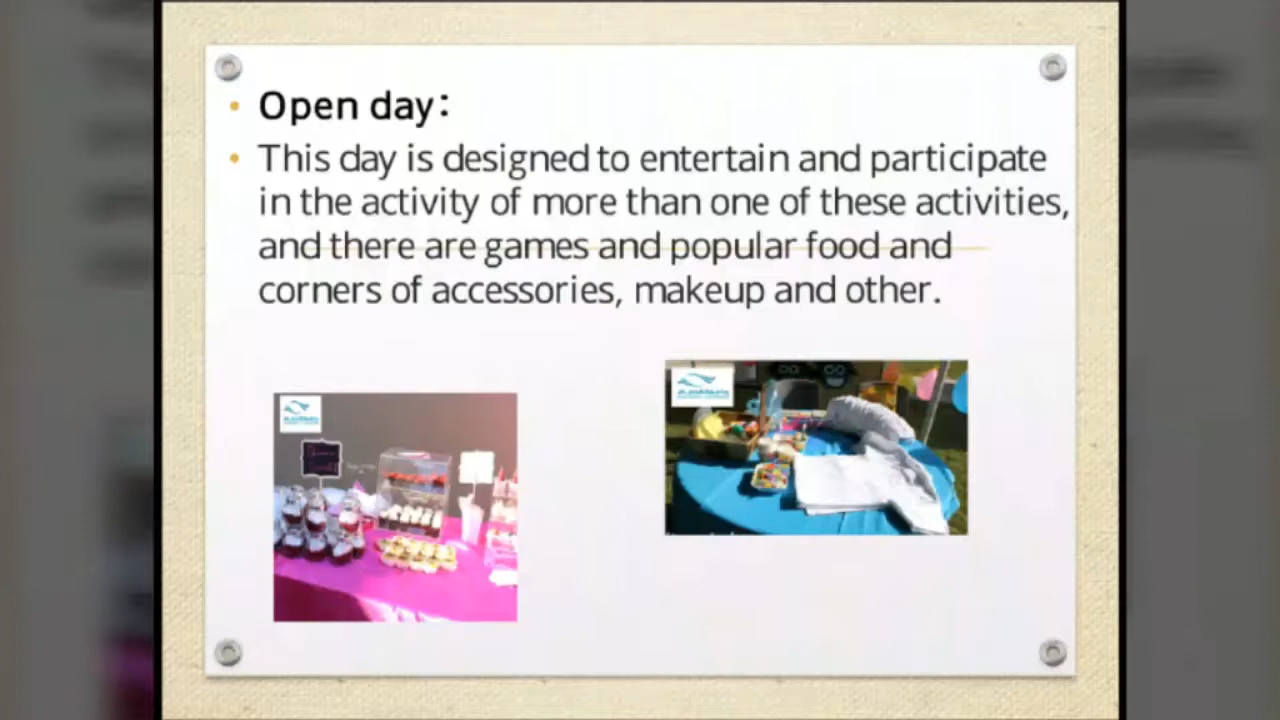 Open day:
This day is designed to entertain and participate
in the activity of more than one of these activities,
and there are games and popular food and
corners of accessories, makeup and other.